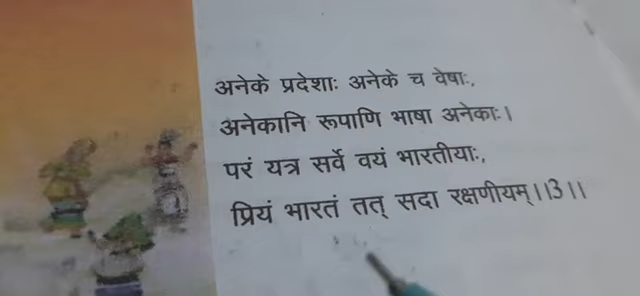 अनेके प्रदेशाः अनेके च वेषाः,
अनेकानि रूपाणि भाषा अनेकाः।
परं यत्र सर्वे वयं भारतीयाः,
प्रियं भारतं तत् सदा रक्षणीयम्।।3।।